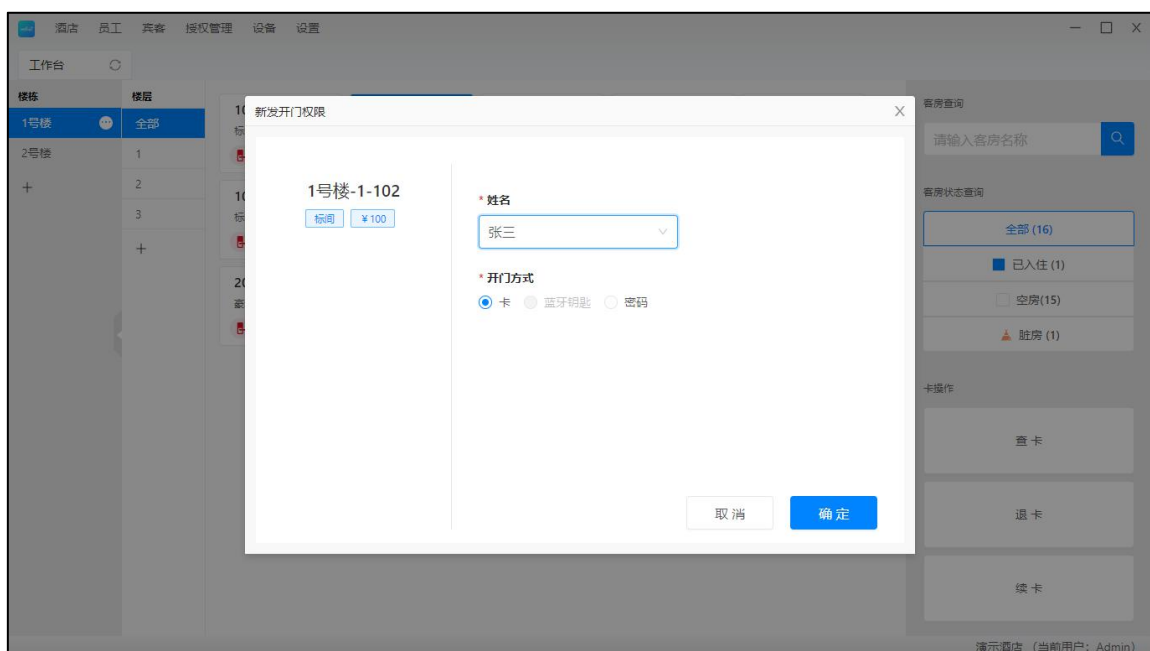 酒店 员工 宾客 授权管理 设备 设置
工作台
楼栋
1号楼
2号楼
+
楼层
全部
1
2
3
+
新发开门权限
1号楼-1-102
标间 ¥100
* 姓名
张三
* 开门方式
卡 蓝牙钥匙 密码
取消 确定
客房查询
请输入客房名称
客房状态查询
全部 (16)
已入住 (1)
空房(15)
脏房 (1)
卡操作
查卡
退卡
续卡
演示酒店 (当前用户: Admin)